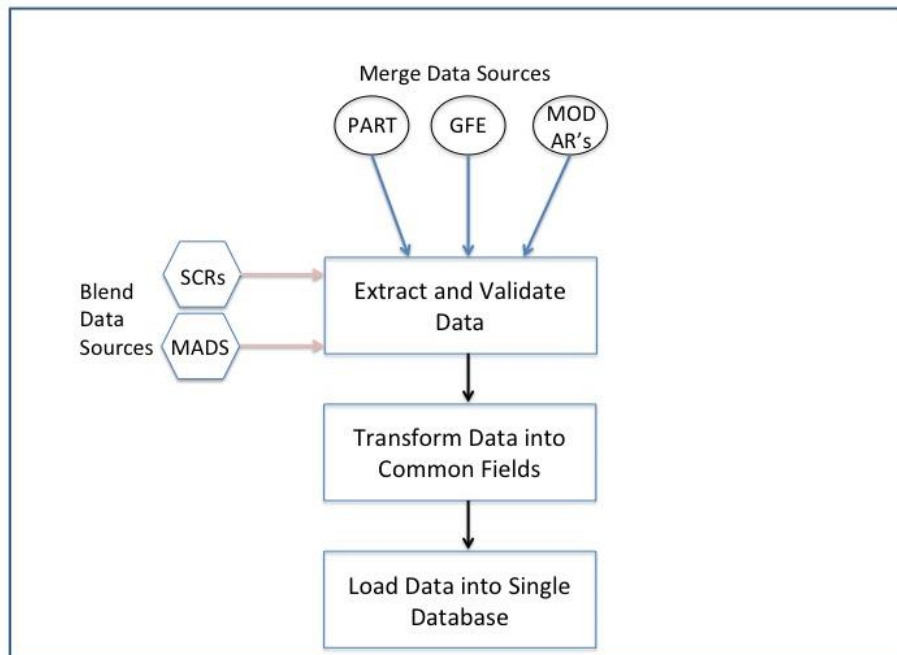 Merge Data Sources
PART
GFE
MOD
AR's
SCRs
Blend
Data
Sources
MADS
Extract and Validate
Data
Transform Data into
Common Fields
Load Data into Single
Database